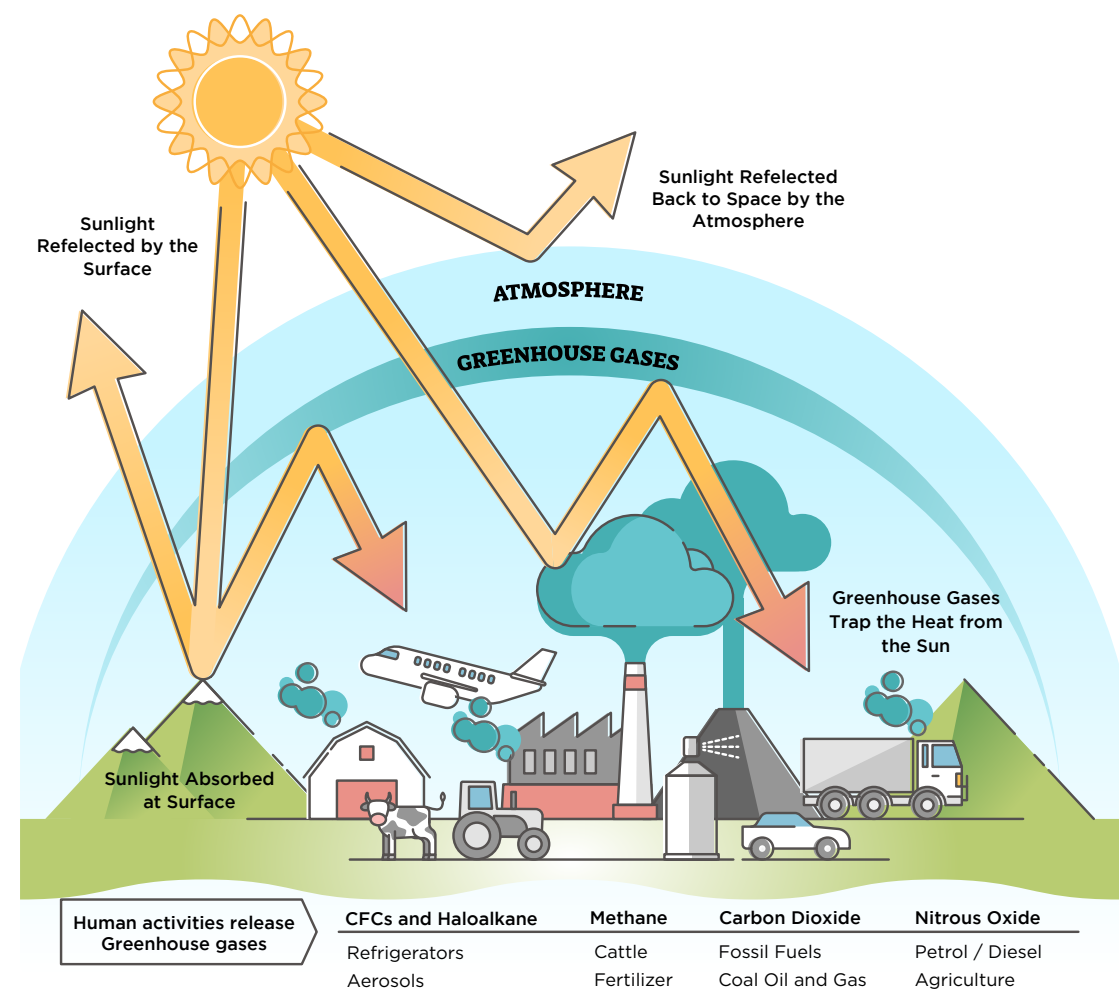 Sunlight
Refelected by the
Surface
Sunlight Refelected
Back to Space by the
Atmosphere
ATMOSPHERE
GREENHOUSE GASES
Greenhouse Gases
Trap the Heat from
the Sun
Sunlight Absorbed
at Surface
Human activities release
Greenhouse gases
CFCs and Haloalkane Methane Carbon Dioxide Nitrous Oxide
Refrigerators Cattle Fossil Fuels Petrol / Diesel
Aerosols Fertilizer Coal Oil and Gas Agriculture